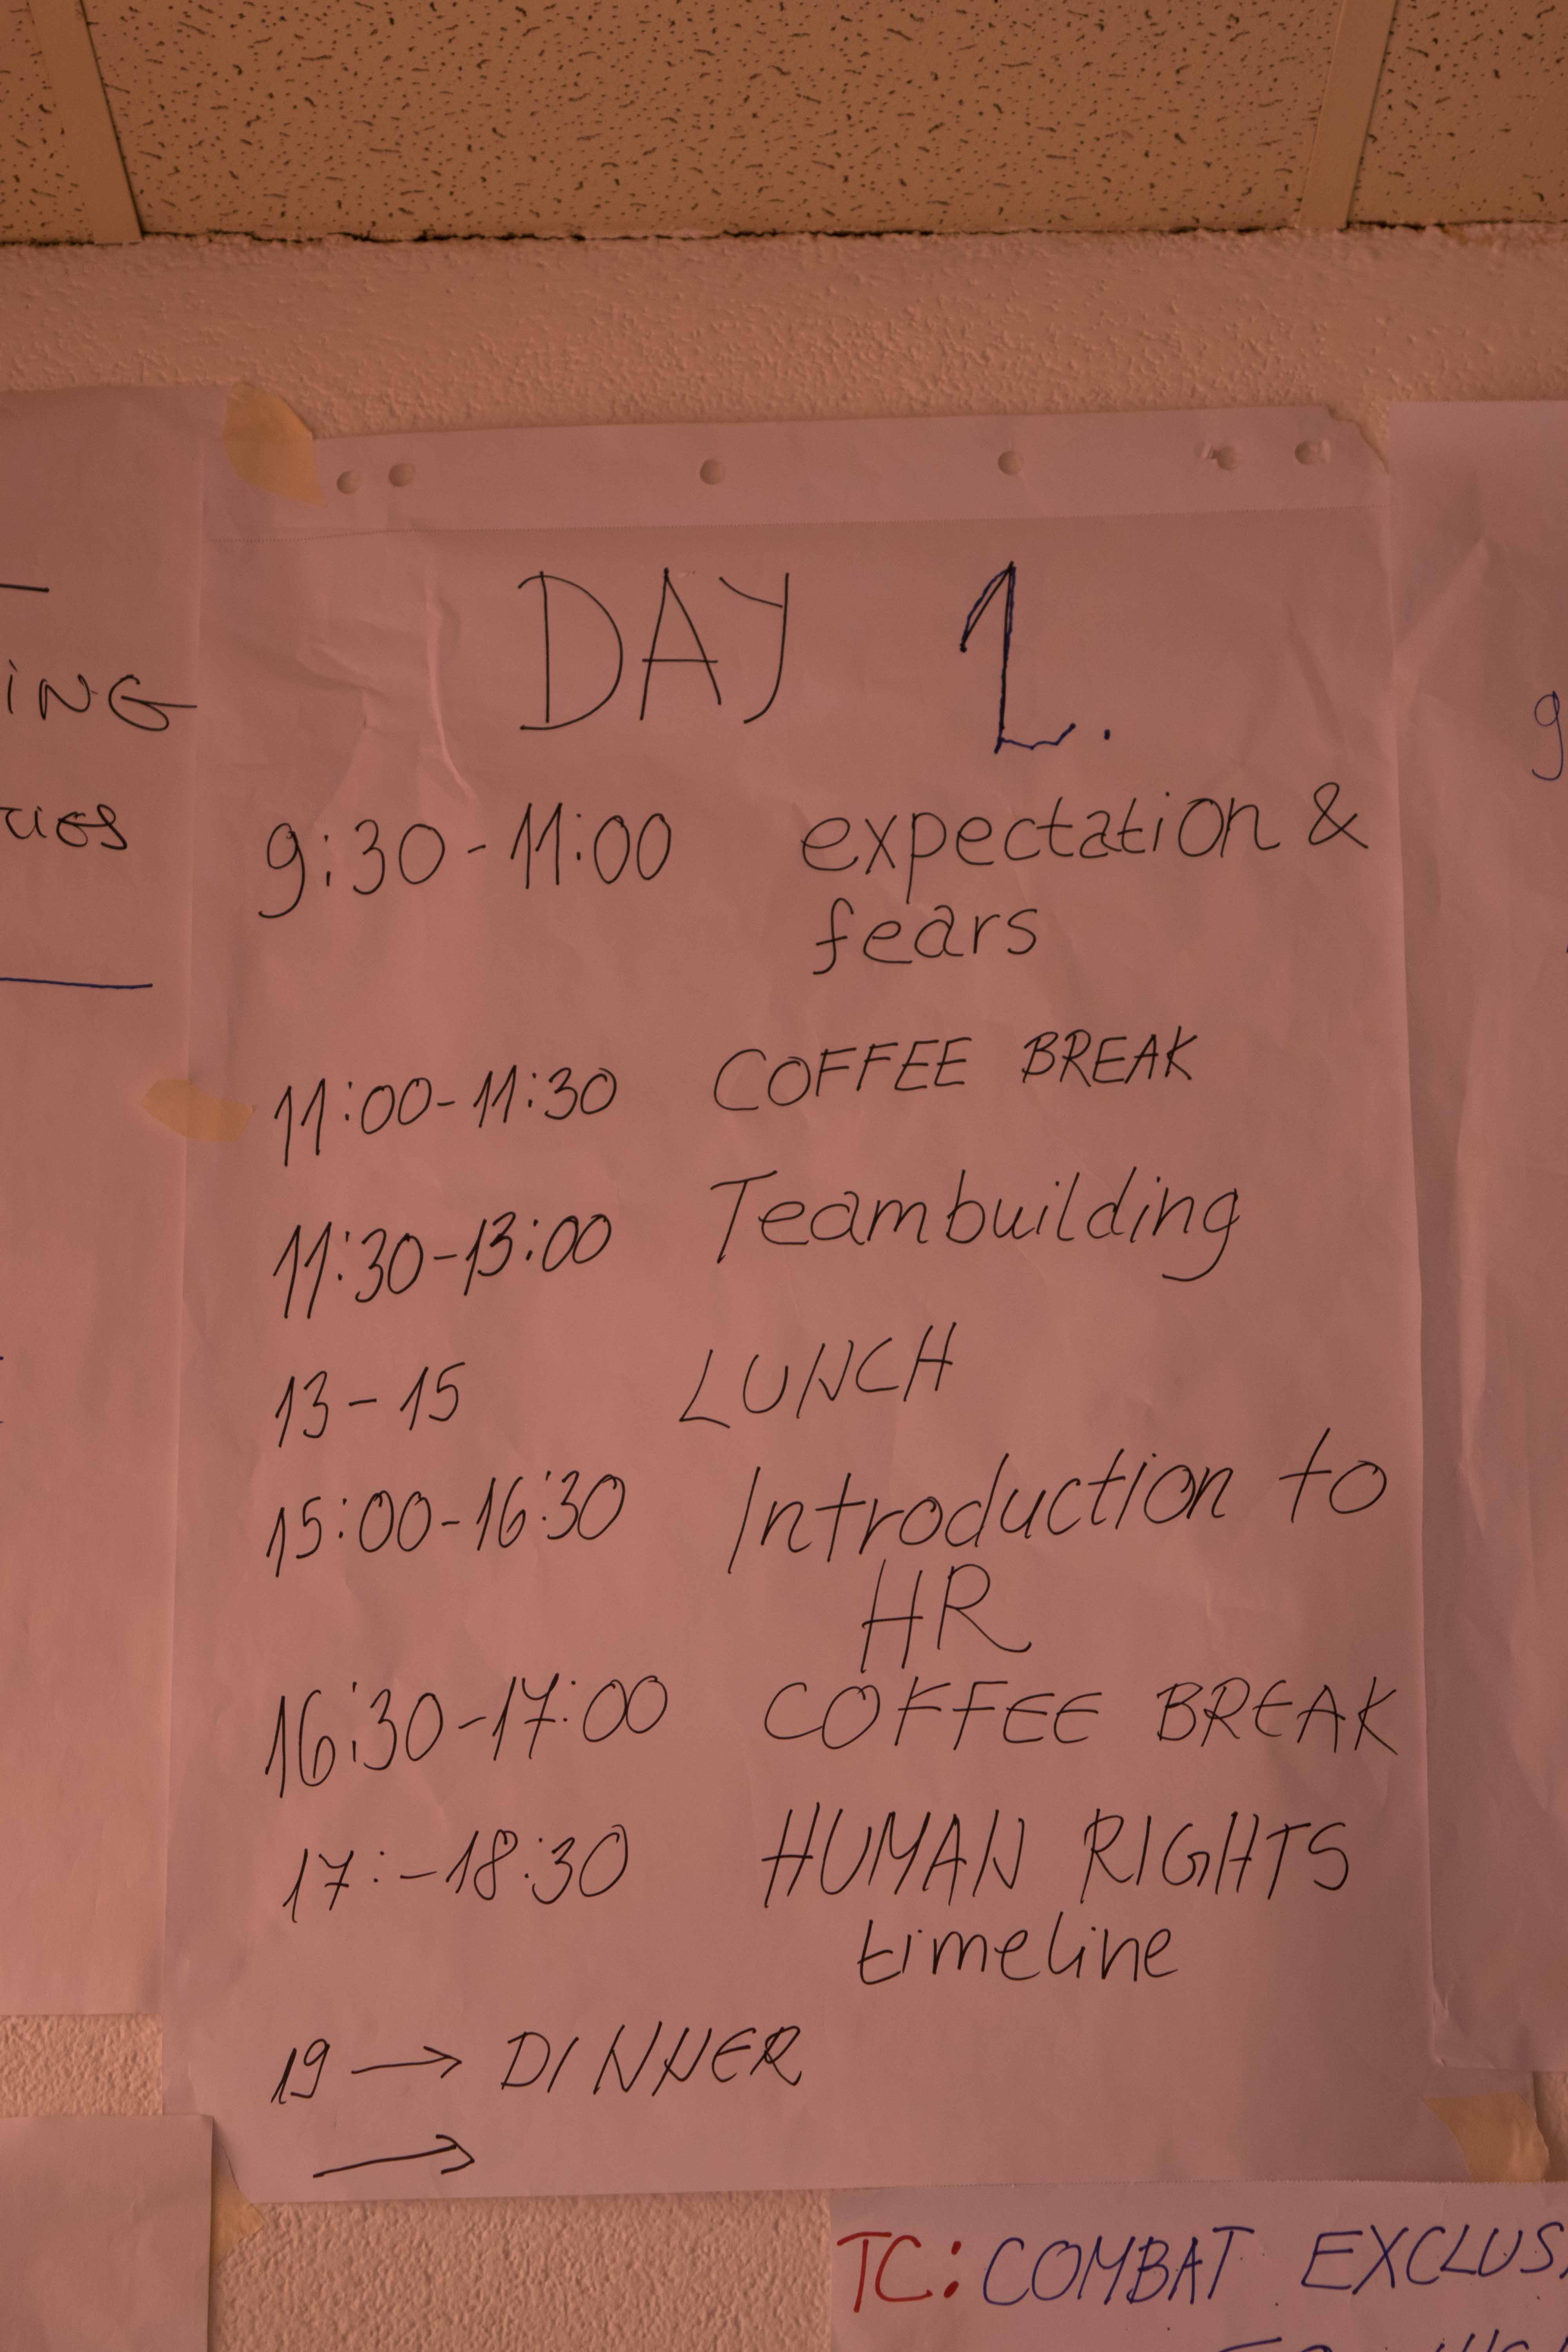 DAY 1.
9:30-11:00 expectation &
fears
11:00-11:30 COFFEE BREAK
11:30-13:00 Teambuilding
13-15 LUNCH
15:00-16:30 Introduction to
HR
16:30-17:00 COFFEE BREAK
17:-18:30 HUMAN RIGHTS
timeline
19 → DINNER
→
ING
TC: COMBAT EXCLUS